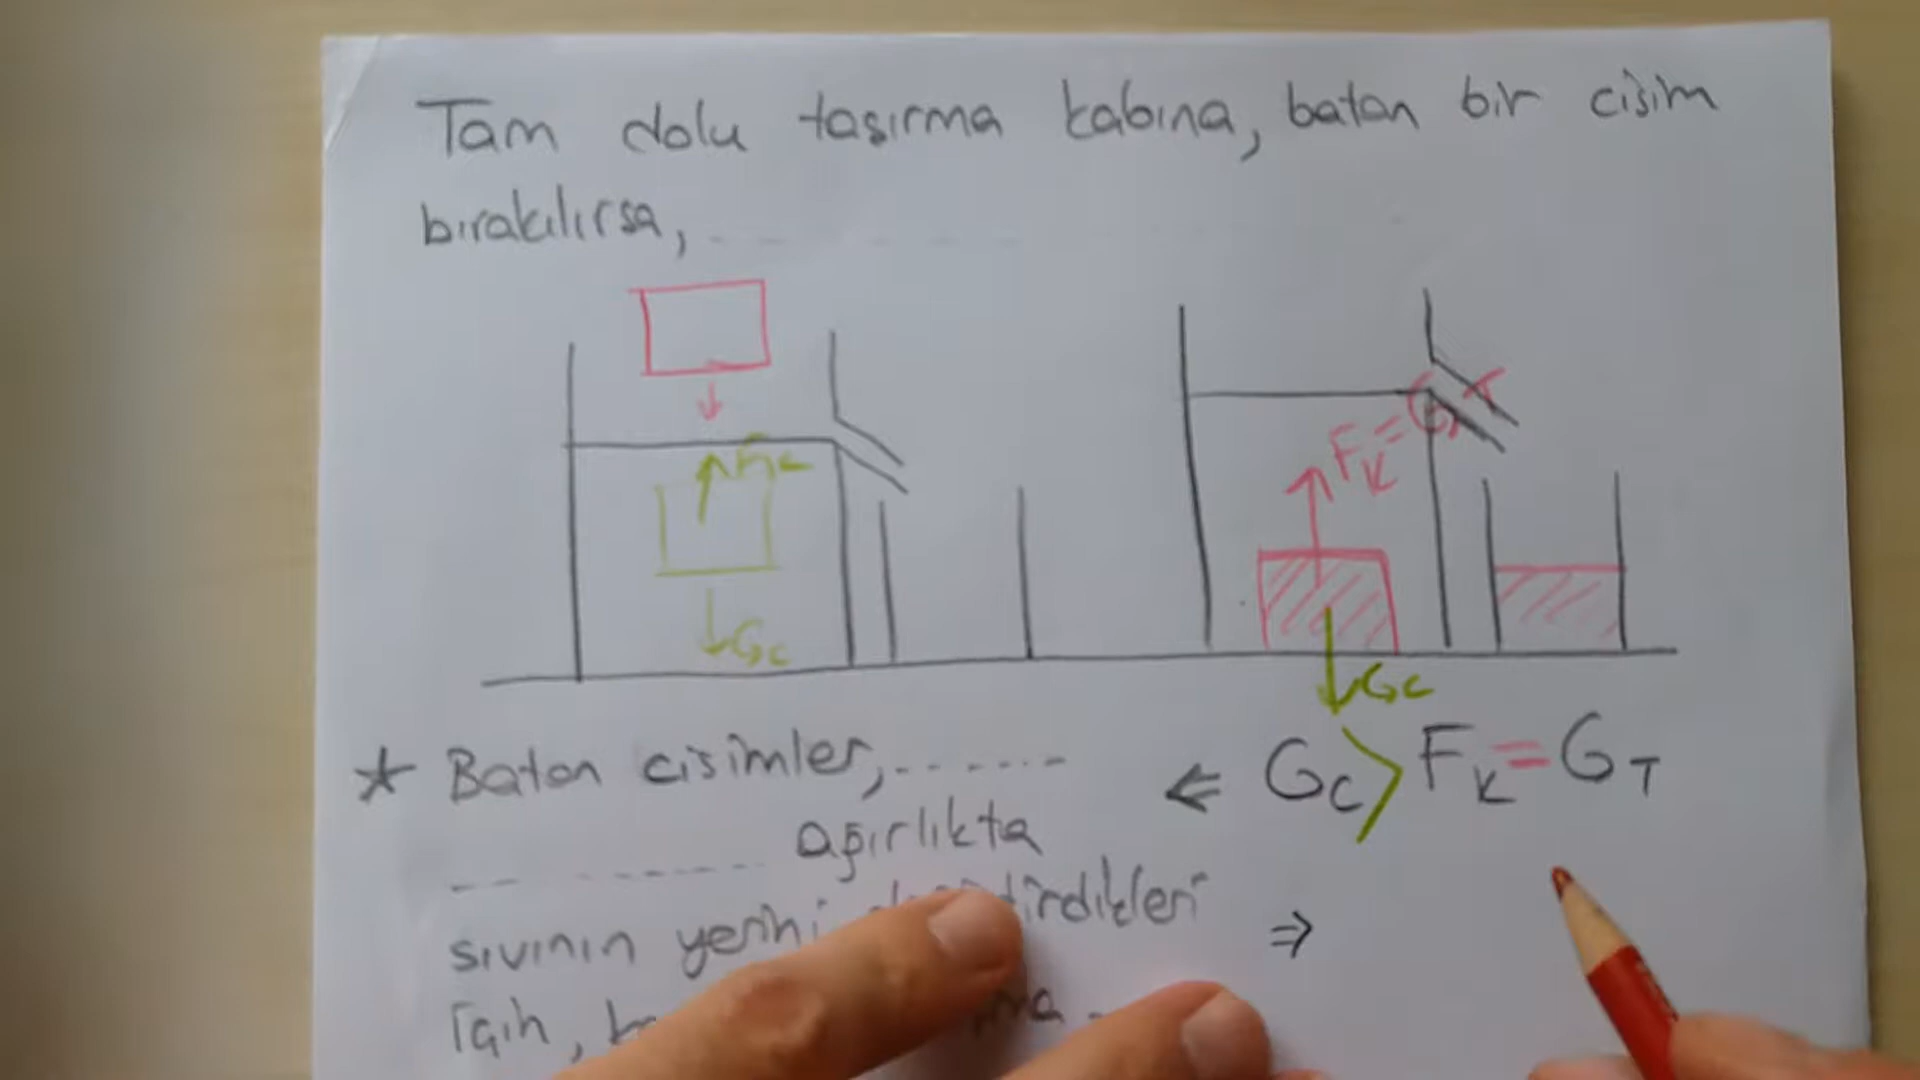 Tam dolu taşırma kabına, batan bir cisim
bırakılırsa, ..........
FK = GT
FK
GC
GC
* Batan cisimler, .......
← GC > FK = GT
.......... ağırlıkta
sıvının yerini
⇒
İçin,